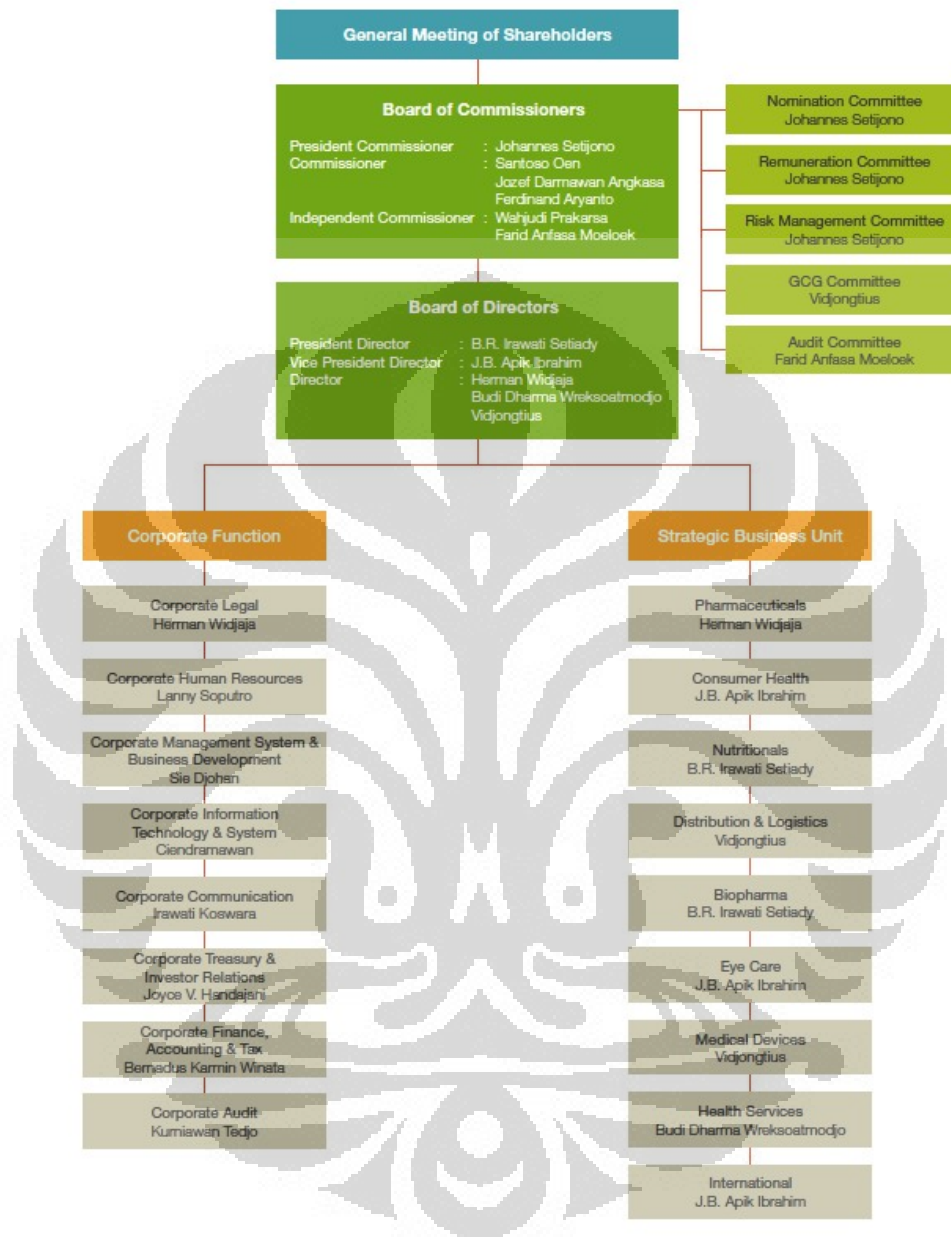 General Meeting of Shareholders
Board of Commissioners
President Commissioner : Johannes Setijono
Commissioner : Santoso Oen
Jozef Darmawan Angkasa
Ferdinand Aryanto
Independent Commissioner : Wahjudi Prakarsa
Farid Anfasa Moeloek
Nomination Committee
Johannes Setijono
Remuneration Committee
Johannes Setijono
Risk Management Committee
Johannes Setijono
GCG Committee
Vidjongtius
Audit Committee
Farid Anfasa Moeloek
Board of Directors
President Director : B.R. Irawati Setiady
Vice President Director : J.B. Apik Ibrahim
Director : Herman Widjaja
Budi Dharma Wreksoatmodjo
Vidjongtius
Corporate Function
Corporate Legal
Herman Widjaja
Corporate Human Resources
Lanny Soputro
Corporate Management System &
Business Development
Sie Djohan
Corporate Information
Technology & System
Ciendramawan
Corporate Communication
Irawati Koswara
Corporate Treasury &
Investor Relations
Joyce V. Handajani
Corporate Finance,
Accounting & Tax
Bernadus Karmin Winata
Corporate Audit
Kurniawan Tedjo
Strategic Business Unit
Pharmaceuticals
Herman Widjaja
Consumer Health
J.B. Apik Ibrahim
Nutritionals
B.R. Irawati Setiady
Distribution & Logistics
Vidjongtius
Biopharma
B.R. Irawati Setiady
Eye Care
J.B. Apik Ibrahim
Medical Devices
Vidjongtius
Health Services
Budi Dharma Wreksoatmodjo
International
J.B. Apik Ibrahim